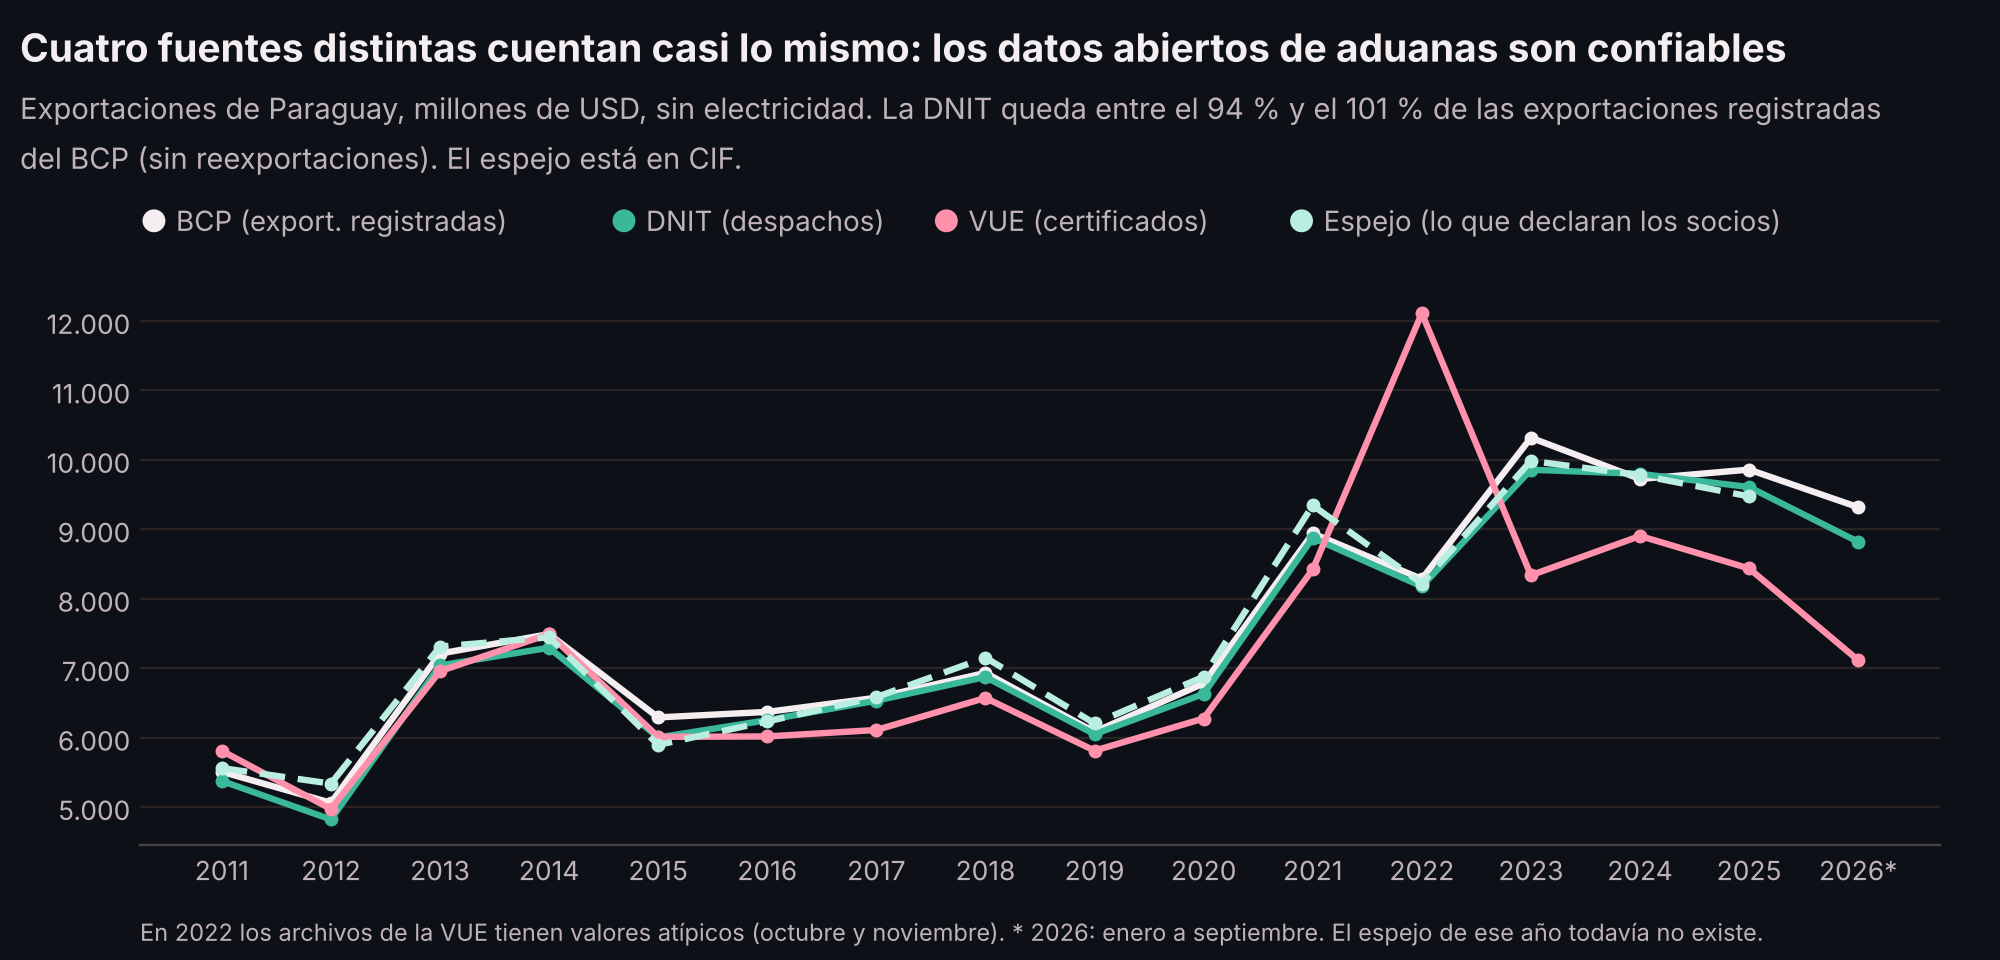 Cuatro fuentes distintas cuentan casi lo mismo: los datos abiertos de aduanas son confiables
Exportaciones de Paraguay, millones de USD, sin electricidad. La DNIT queda entre el 94 % y el 101 % de las exportaciones registradas
del BCP (sin reexportaciones). El espejo está en CIF.
BCP (export. registradas) DNIT (despachos) VUE (certificados) Espejo (lo que declaran los socios)
12.000
11.000
10.000
9.000
8.000
7.000
6.000
5.000
2011 2012 2013 2014 2015 2016 2017 2018 2019 2020 2021 2022 2023 2024 2025 2026*
En 2022 los archivos de la VUE tienen valores atípicos (octubre y noviembre). * 2026: enero a septiembre. El espejo de ese año todavía no existe.